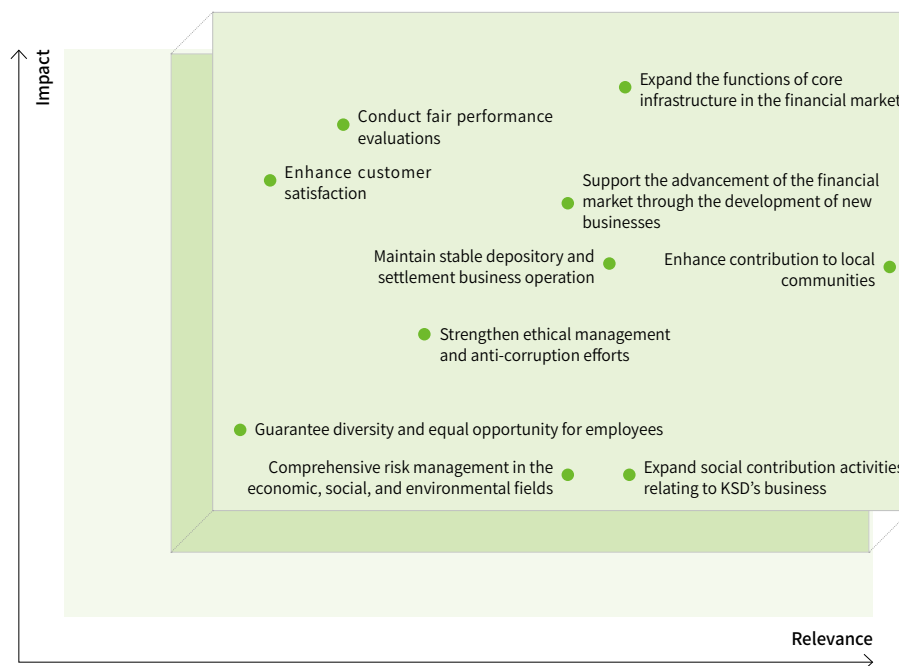 Impact
Expand the functions of core
infrastructure in the financial market
Conduct fair performance
evaluations
Enhance customer
satisfaction
Support the advancement of the financial
market through the development of new
businesses
Maintain stable depository and
settlement business operation
Enhance contribution to local
communities
Strengthen ethical management
and anti-corruption efforts
Guarantee diversity and equal opportunity for employees
Comprehensive risk management in the
economic, social, and environmental fields
Expand social contribution activities
relating to KSD's business
Relevance